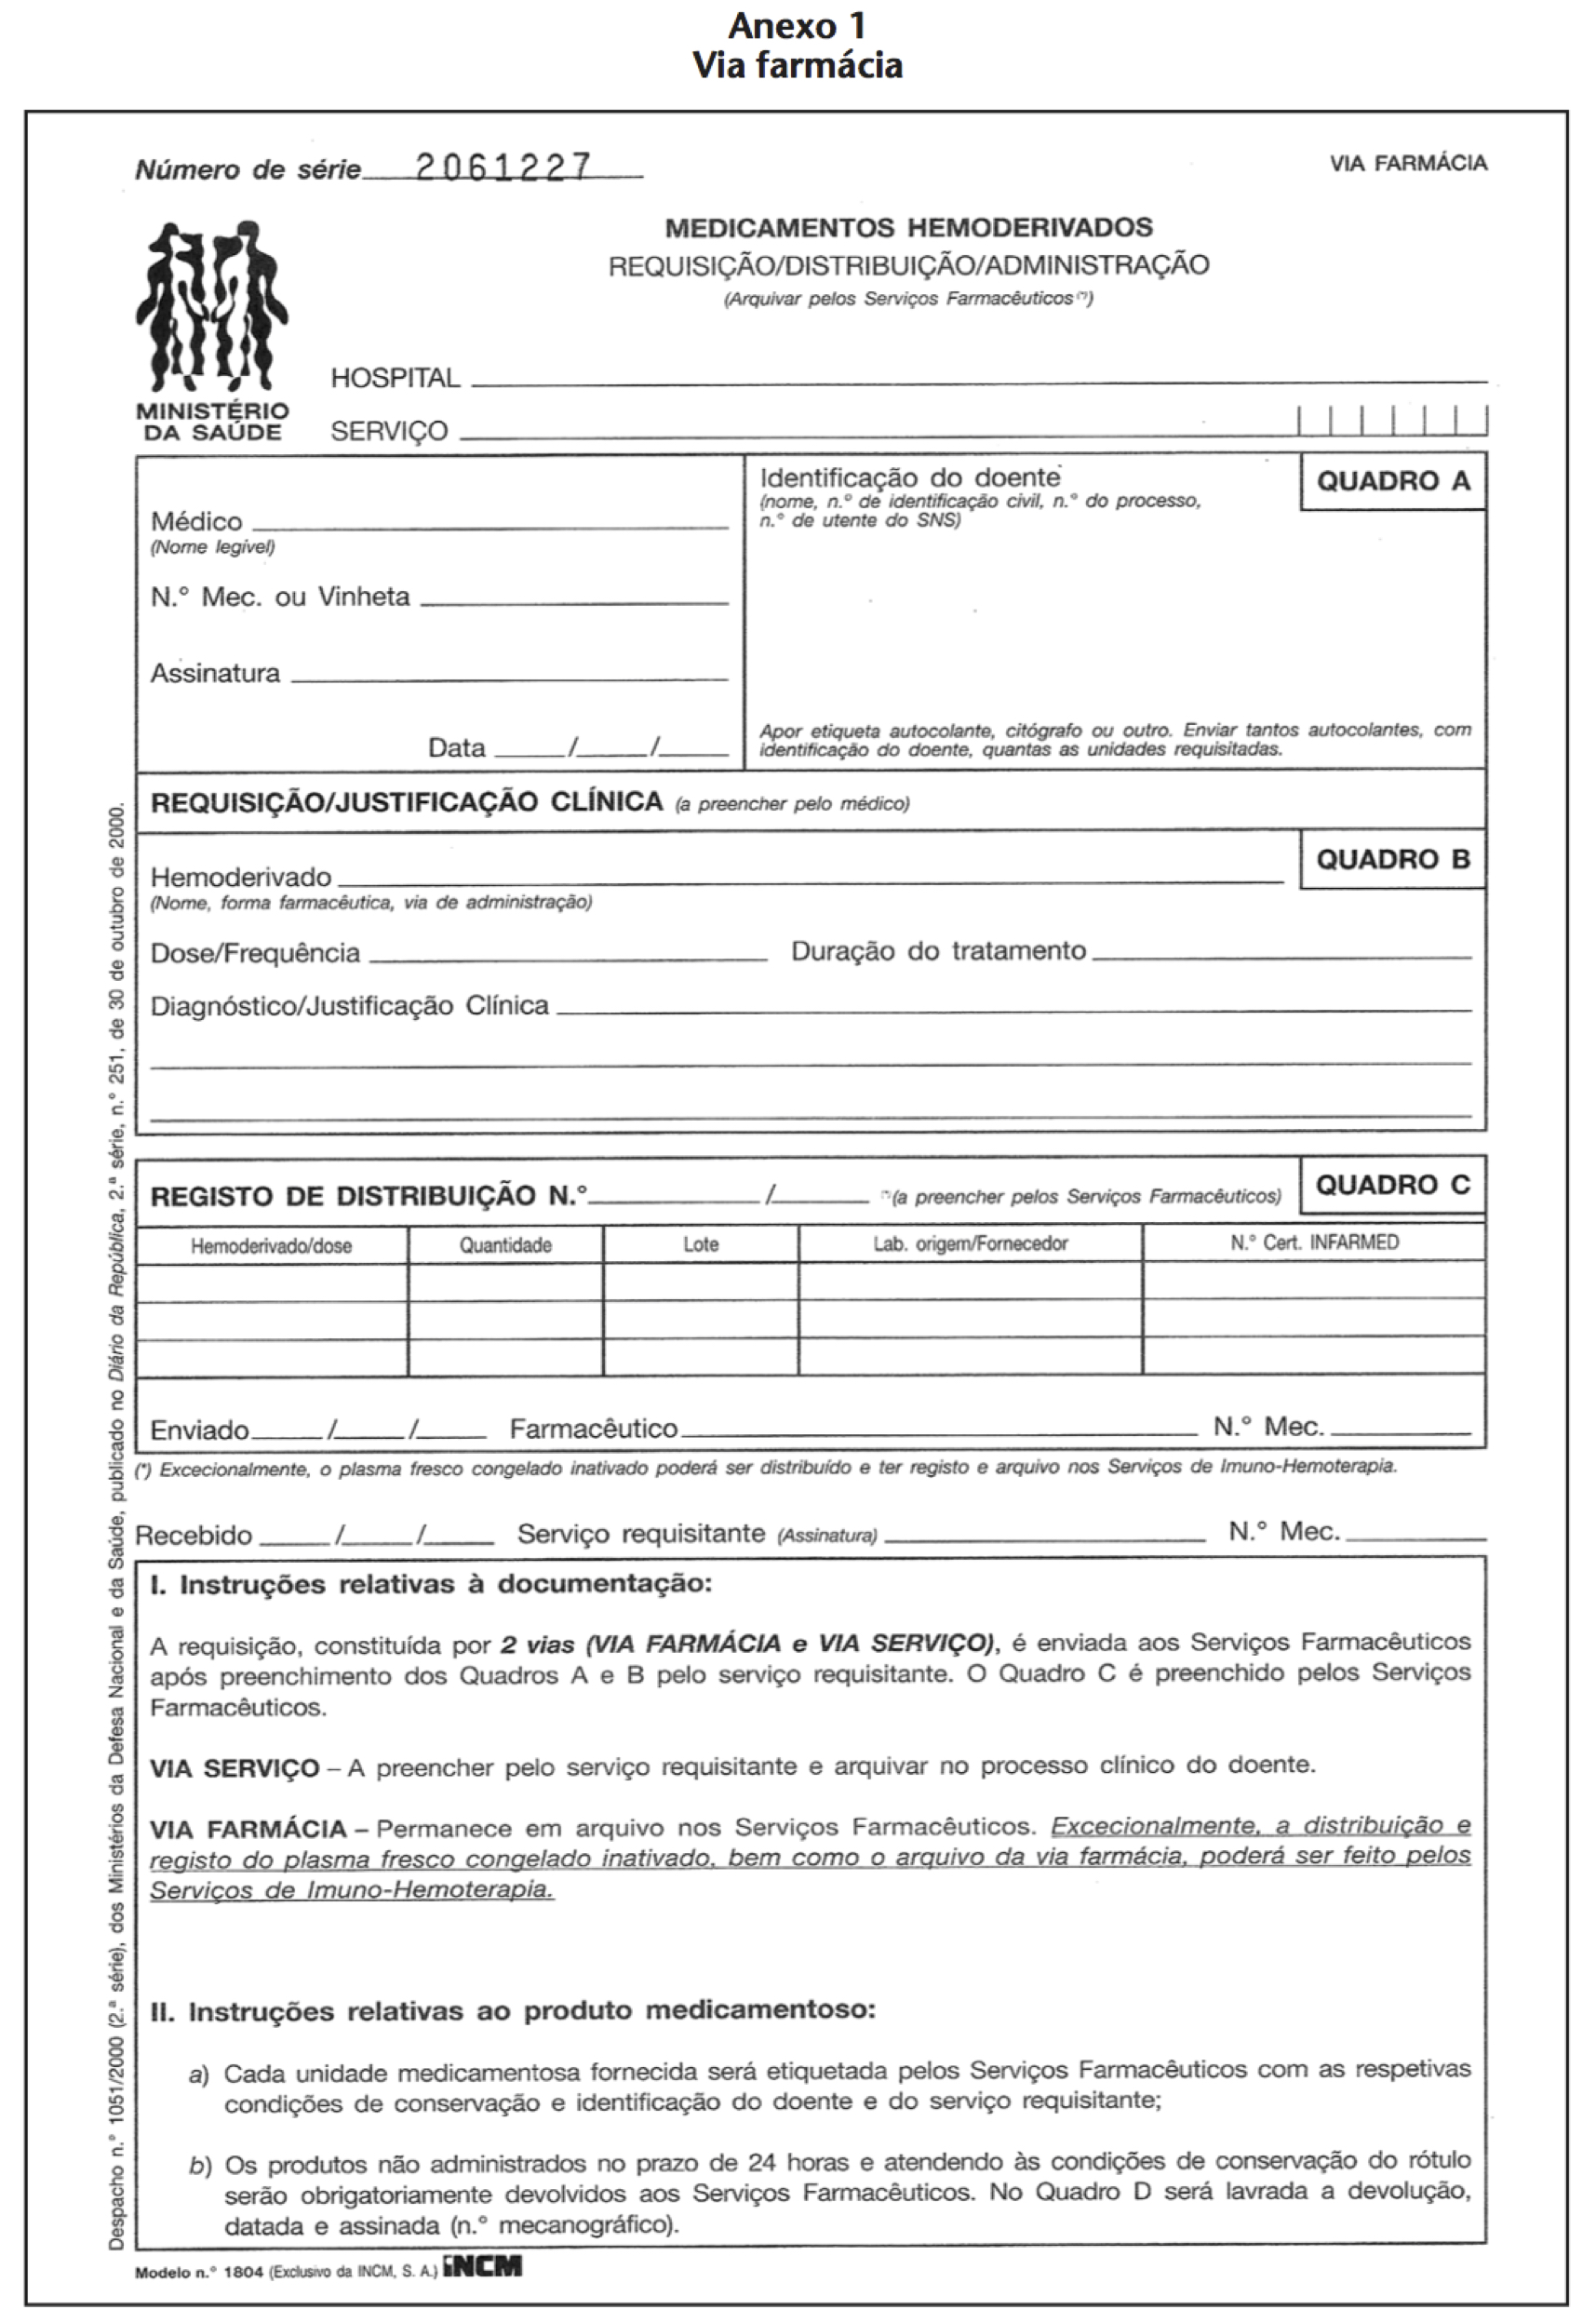 Anexo 1
Via farmácia
Número de série 2061227
VIA FARMÁCIA
MEDICAMENTOS HEMODERIVADOS
REQUISIÇÃO/DISTRIBUIÇÃO/ADMINISTRAÇÃO
(Arquivar pelos Serviços Farmacêuticos (*))
MINISTÉRIO
DA SAÚDE
HOSPITAL
SERVIÇO
Médico
(Nome legível)
N.º Mec. ou Vinheta
Assinatura
Data / /
Identificação do doente
(nome, n.º de identificação civil, n.º do processo,
n.º de utente do SNS)
QUADRO A
Apor etiqueta autocolante, citógrafo ou outro. Enviar tantos autocolantes, com
identificação do doente, quantas as unidades requisitadas.
REQUISIÇÃO/JUSTIFICAÇÃO CLÍNICA (a preencher pelo médico)
QUADRO B
Hemoderivado
(Nome, forma farmacêutica, via de administração)
Dose/Frequência Duração do tratamento
Diagnóstico/Justificação Clínica
REGISTO DE DISTRIBUIÇÃO N.º / (*)(a preencher pelos Serviços Farmacêuticos)
QUADRO C
Hemoderivado/dose Quantidade Lote Lab. origem/Fornecedor N.º Cert. INFARMED
Enviado / / Farmacêutico N.º Mec.
(*) Excecionalmente, o plasma fresco congelado inativado poderá ser distribuído e ter registo e arquivo nos Serviços de Imuno-Hemoterapia.
Recebido / / Serviço requisitante (Assinatura) N.º Mec.
I. Instruções relativas à documentação:
A requisição, constituída por 2 vias (VIA FARMÁCIA e VIA SERVIÇO), é enviada aos Serviços Farmacêuticos
após preenchimento dos Quadros A e B pelo serviço requisitante. O Quadro C é preenchido pelos Serviços
Farmacêuticos.
VIA SERVIÇO – A preencher pelo serviço requisitante e arquivar no processo clínico do doente.
VIA FARMÁCIA – Permanece em arquivo nos Serviços Farmacêuticos. Excecionalmente, a distribuição e
registo do plasma fresco congelado inativado, bem como o arquivo da via farmácia, poderá ser feito pelos
Serviços de Imuno-Hemoterapia.
II. Instruções relativas ao produto medicamentoso:
a) Cada unidade medicamentosa fornecida será etiquetada pelos Serviços Farmacêuticos com as respetivas
condições de conservação e identificação do doente e do serviço requisitante;
b) Os produtos não administrados no prazo de 24 horas e atendendo às condições de conservação do rótulo
serão obrigatoriamente devolvidos aos Serviços Farmacêuticos. No Quadro D será lavrada a devolução,
datada e assinada (n.º mecanográfico).
Modelo n.º 1804 (Exclusivo da INCM, S. A.) INCM
Despacho n.º 1051/2000 (2.ª série), dos Ministérios da Defesa Nacional e da Saúde, publicado no Diário da República, 2.ª série, n.º 251, de 30 de outubro de 2000.